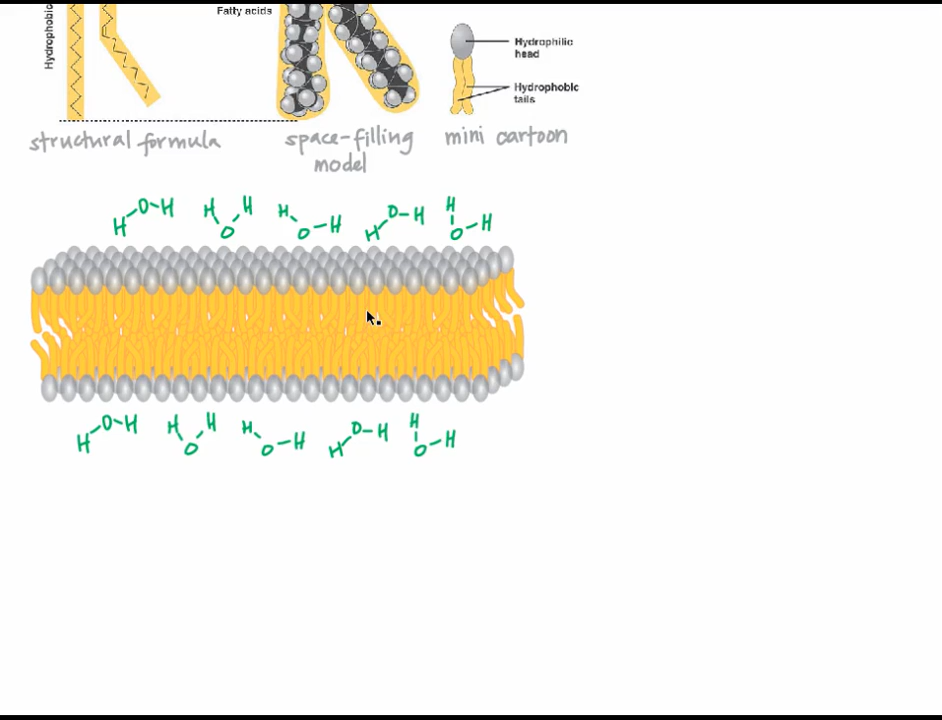 Hydrophobic
Fatty acids
Hydrophilic
head
Hydrophobic
tails
structural formula
space-filling
model
mini cartoon
H O H H O H H O H H O H H O H
H O H H O H H O H H O H H O H